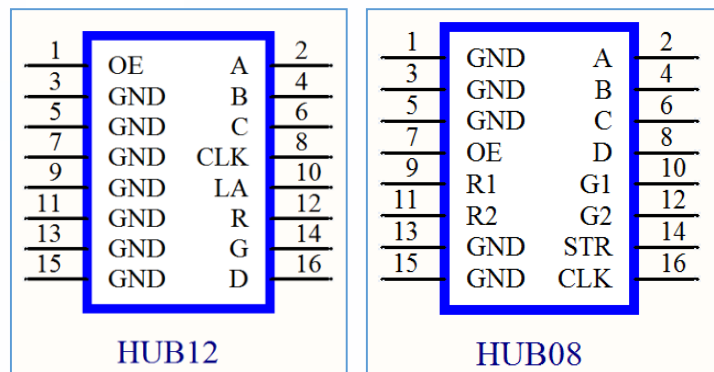 1 OE A 2
3 GND B 4
5 GND C 6
7 GND CLK 8
9 GND LA 10
11 GND R 12
13 GND G 14
15 GND D 16
HUB12
1 GND A 2
3 GND B 4
5 GND C 6
7 OE D 8
9 R1 G1 10
11 R2 G2 12
13 GND STR 14
15 GND CLK 16
HUB08